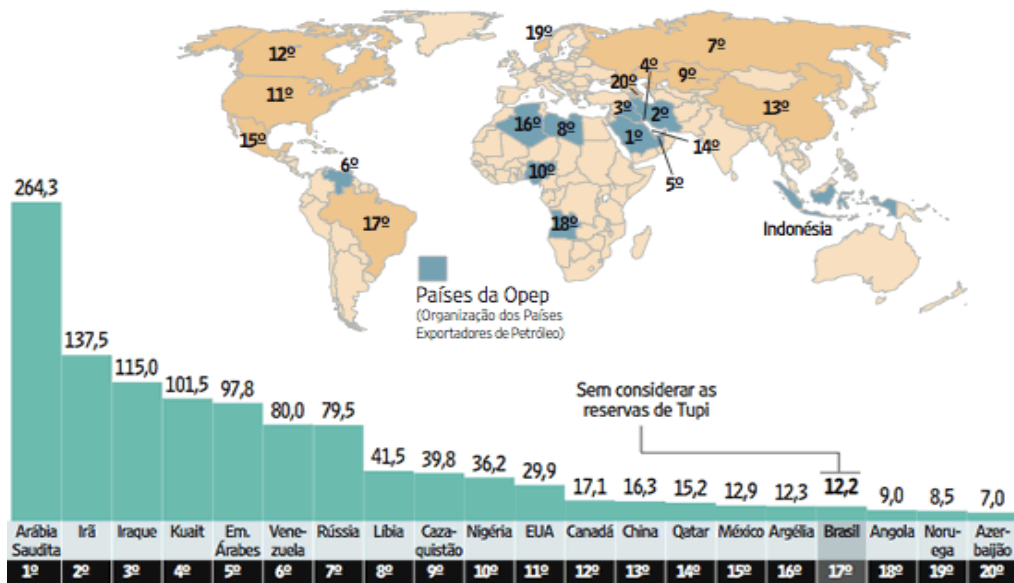 19º
12º
7º
4º
9º
20º
11º
3º
2º
13º
16º
8º
1º
15º
14º
6º
10º
5º
17º
18º
Indonésia
Países da Opep
(Organização dos Países
Exportadores de Petróleo)
264,3
137,5
115,0
101,5
97,8
80,0
79,5
41,5
39,8
36,2
29,9
17,1
16,3
15,2
12,9
12,3
12,2
9,0
8,5
7,0
Sem considerar as
reservas de Tupi
Arábia
Saudita
Irã
Iraque
Kuait
Em.
Árabes
Vene-
zuela
Rússia
Líbia
Caza-
quistão
Nigéria
EUA
Canadá
China
Qatar
México
Argélia
Brasil
Angola
Noru-
ega
Azer-
baijão
1º
2º
3º
4º
5º
6º
7º
8º
9º
10º
11º
12º
13º
14º
15º
16º
17º
18º
19º
20º